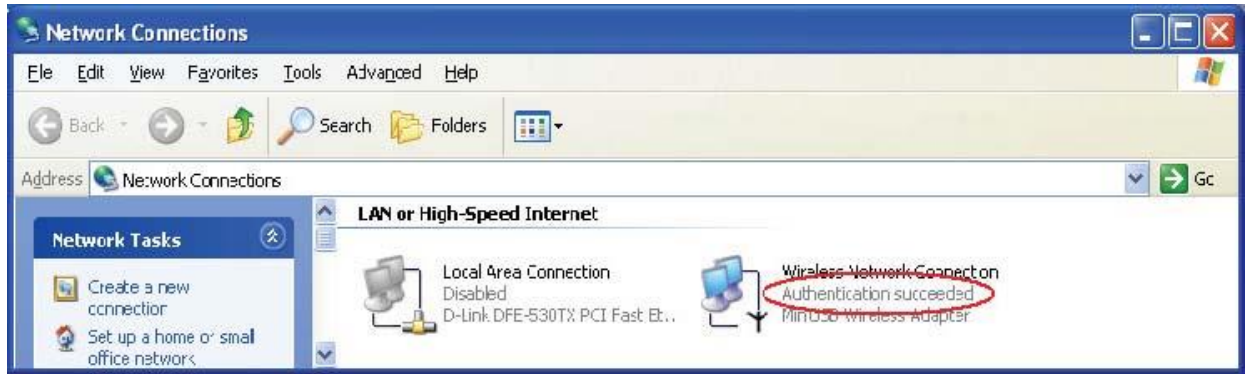 Network Connections
File Edit View Favorites Tools Advanced Help
Back Search Folders
Address Network Connections Go
LAN or High-Speed Internet
Network Tasks
Create a new
connection
Set up a home or small
office network
Local Area Connection
Disabled
D-Link DFE-530TX PCI Fast Et...
Wireless Network Connection
Authentication succeeded
Mini USB Wireless Adapter